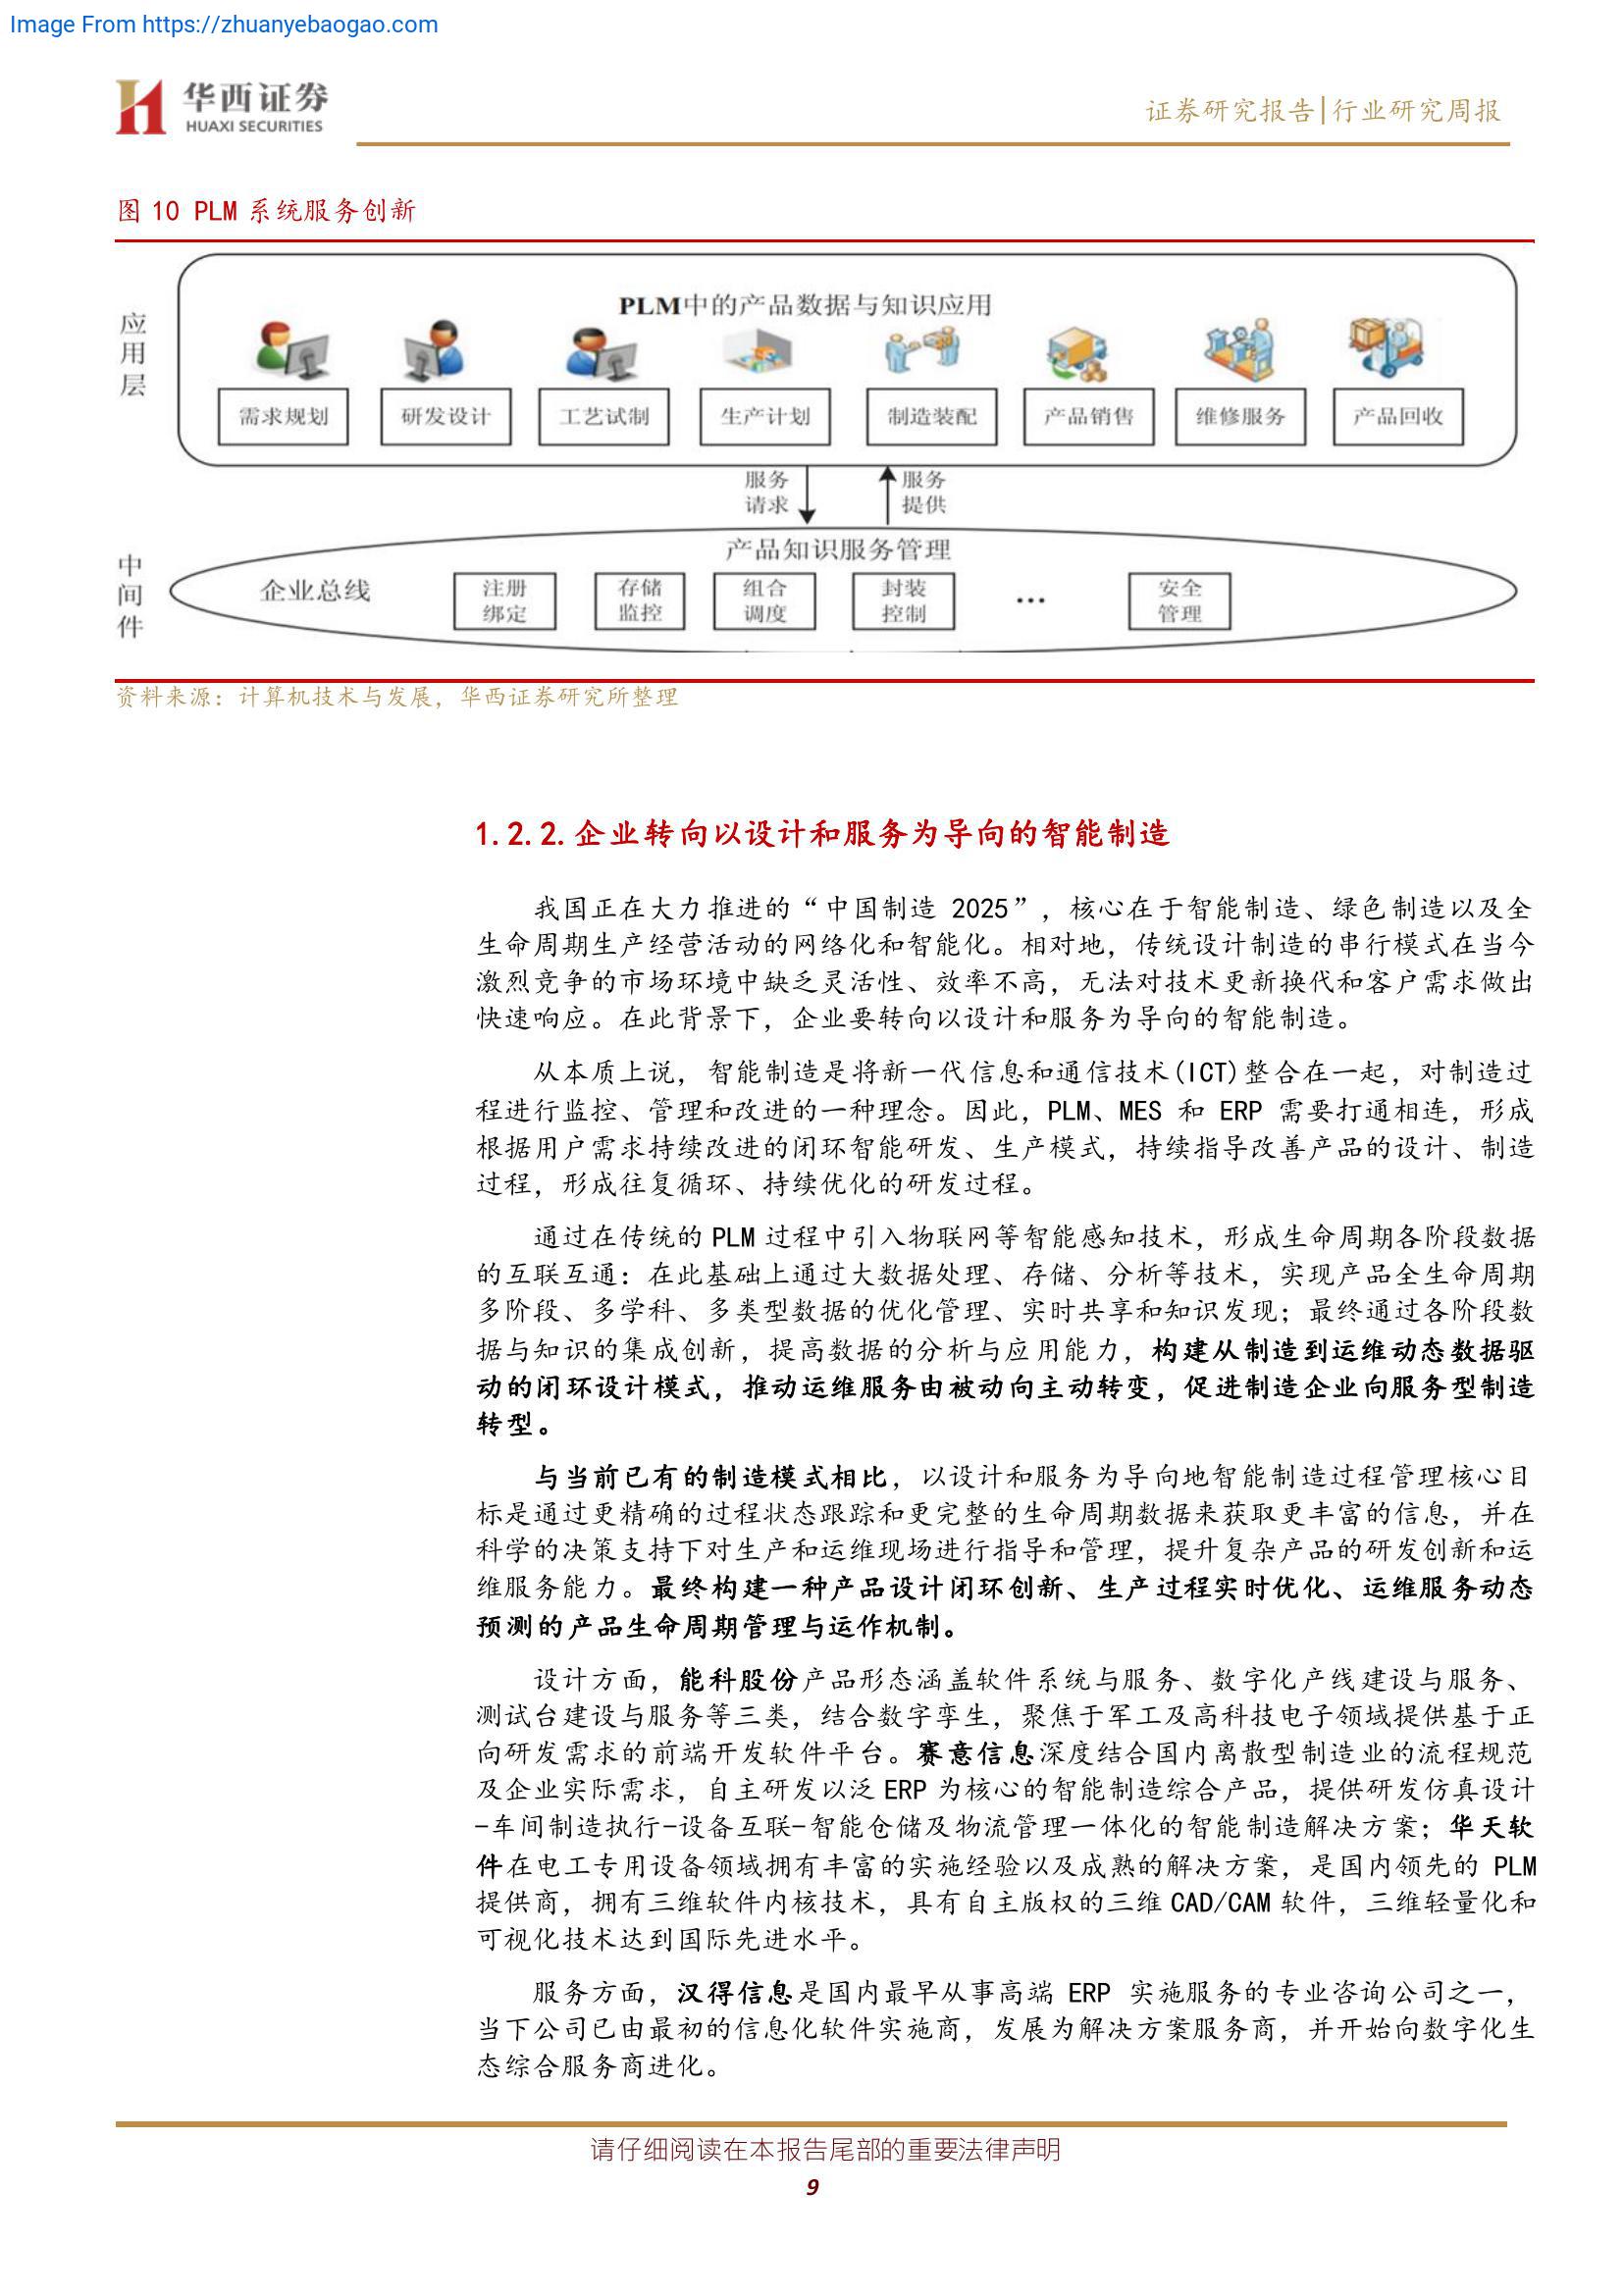 Image From https://zhuanyebaogao.com
华西证券
HUAXI SECURITIES
证券研究报告|行业研究周报
图 10 PLM 系统服务创新
应用层
PLM中的产品数据与知识应用
需求规划 研发设计 工艺试制 生产计划 制造装配 产品销售 维修服务 产品回收
服务请求
服务提供
中间件
产品知识服务管理
企业总线
注册绑定 存储监控 组合调度 封装控制 … 安全管理
资料来源：计算机技术与发展，华西证券研究所整理
1.2.2.企业转向以设计和服务为导向的智能制造
我国正在大力推进的“中国制造 2025”，核心在于智能制造、绿色制造以及全
生命周期生产经营活动的网络化和智能化。相对地，传统设计制造的串行模式在当今
激烈竞争的市场环境中缺乏灵活性、效率不高，无法对技术更新换代和客户需求做出
快速响应。在此背景下，企业要转向以设计和服务为导向的智能制造。
从本质上说，智能制造是将新一代信息和通信技术(ICT)整合在一起，对制造过
程进行监控、管理和改进的一种理念。因此，PLM、MES 和 ERP 需要打通相连，形成
根据用户需求持续改进的闭环智能研发、生产模式，持续指导改善产品的设计、制造
过程，形成往复循环、持续优化的研发过程。
通过在传统的 PLM 过程中引入物联网等智能感知技术，形成生命周期各阶段数据
的互联互通：在此基础上通过大数据处理、存储、分析等技术，实现产品全生命周期
多阶段、多学科、多类型数据的优化管理、实时共享和知识发现；最终通过各阶段数
据与知识的集成创新，提高数据的分析与应用能力，构建从制造到运维动态数据驱
动的闭环设计模式，推动运维服务由被动向主动转变，促进制造企业向服务型制造
转型。
与当前已有的制造模式相比，以设计和服务为导向地智能制造过程管理核心目
标是通过更精确的过程状态跟踪和更完整的生命周期数据来获取更丰富的信息，并在
科学的决策支持下对生产和运维现场进行指导和管理，提升复杂产品的研发创新和运
维服务能力。最终构建一种产品设计闭环创新、生产过程实时优化、运维服务动态
预测的产品生命周期管理与运作机制。
设计方面，能科股份产品形态涵盖软件系统与服务、数字化产线建设与服务、
测试台建设与服务等三类，结合数字孪生，聚焦于军工及高科技电子领域提供基于正
向研发需求的前端开发软件平台。赛意信息深度结合国内离散型制造业的流程规范
及企业实际需求，自主研发以泛 ERP 为核心的智能制造综合产品，提供研发仿真设计
-车间制造执行-设备互联-智能仓储及物流管理一体化的智能制造解决方案；华天软
件在电工专用设备领域拥有丰富的实施经验以及成熟的解决方案，是国内领先的 PLM
提供商，拥有三维软件内核技术，具有自主版权的三维 CAD/CAM 软件，三维轻量化和
可视化技术达到国际先进水平。
服务方面，汉得信息是国内最早从事高端 ERP 实施服务的专业咨询公司之一，
当下公司已由最初的信息化软件实施商，发展为解决方案服务商，并开始向数字化生
态综合服务商进化。
请仔细阅读在本报告尾部的重要法律声明
9